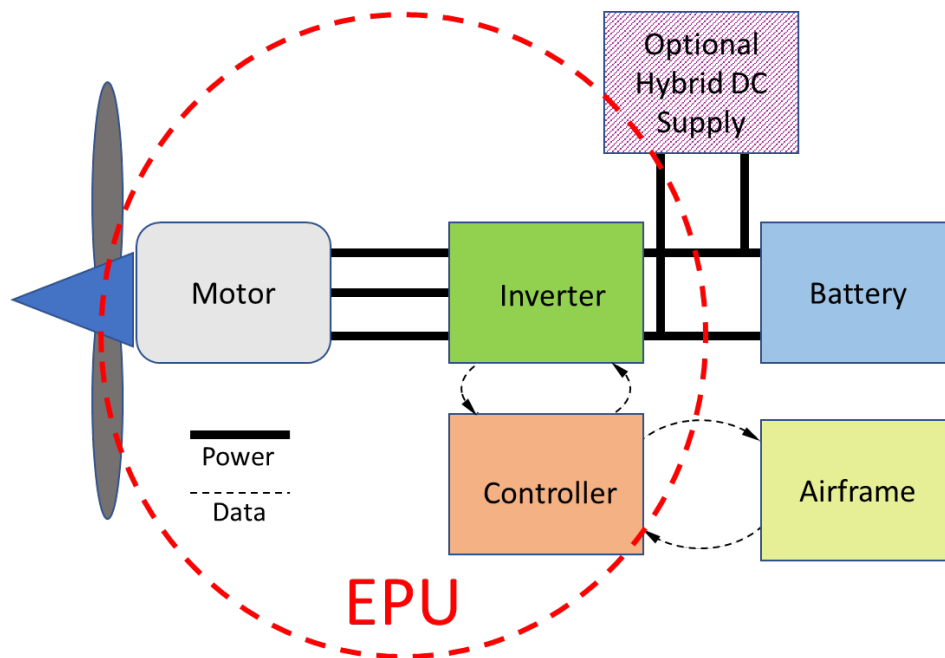 Optional
Hybrid DC
Supply
Motor
Inverter
Battery
Power
Data
Controller
Airframe
EPU